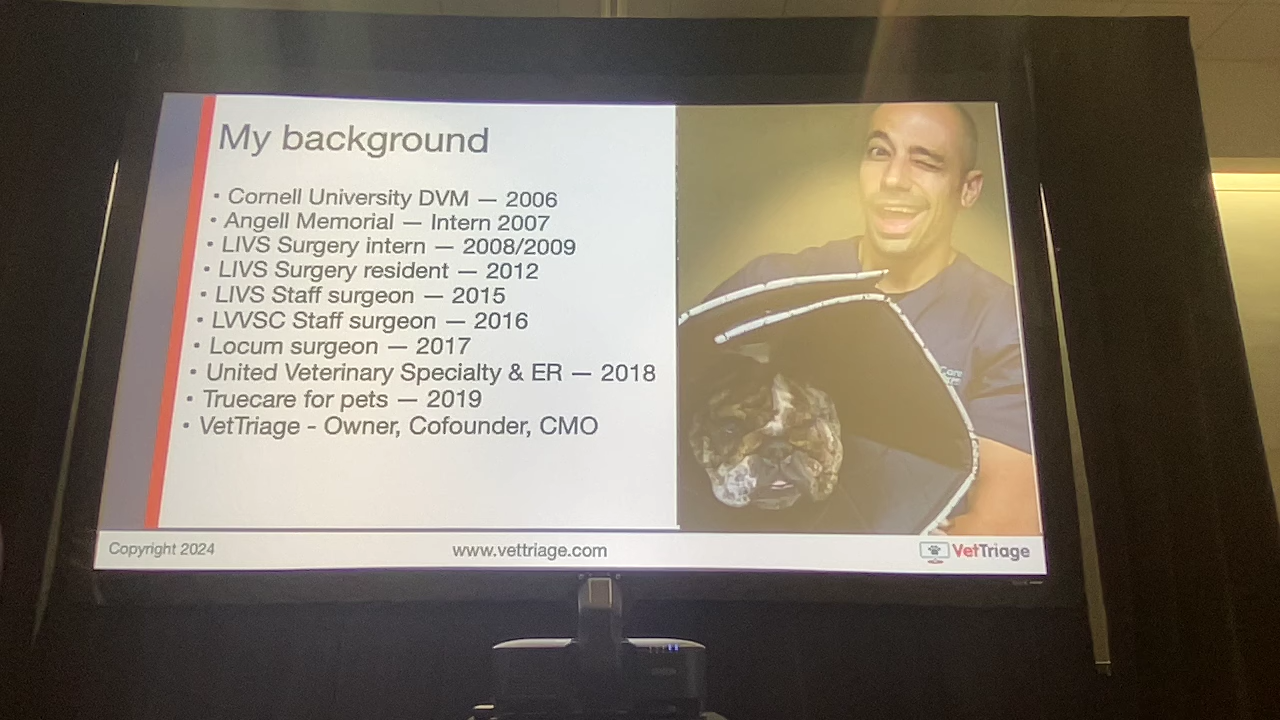 My background
• Cornell University DVM — 2006
• Angell Memorial — Intern 2007
• LIVS Surgery intern — 2008/2009
• LIVS Surgery resident — 2012
• LIVS Staff surgeon — 2015
• LVVSC Staff surgeon — 2016
• Locum surgeon — 2017
• United Veterinary Specialty & ER — 2018
• Truecare for pets — 2019
• VetTriage - Owner, Cofounder, CMO
Care
Copyright 2024
www.vettriage.com
VetTriage